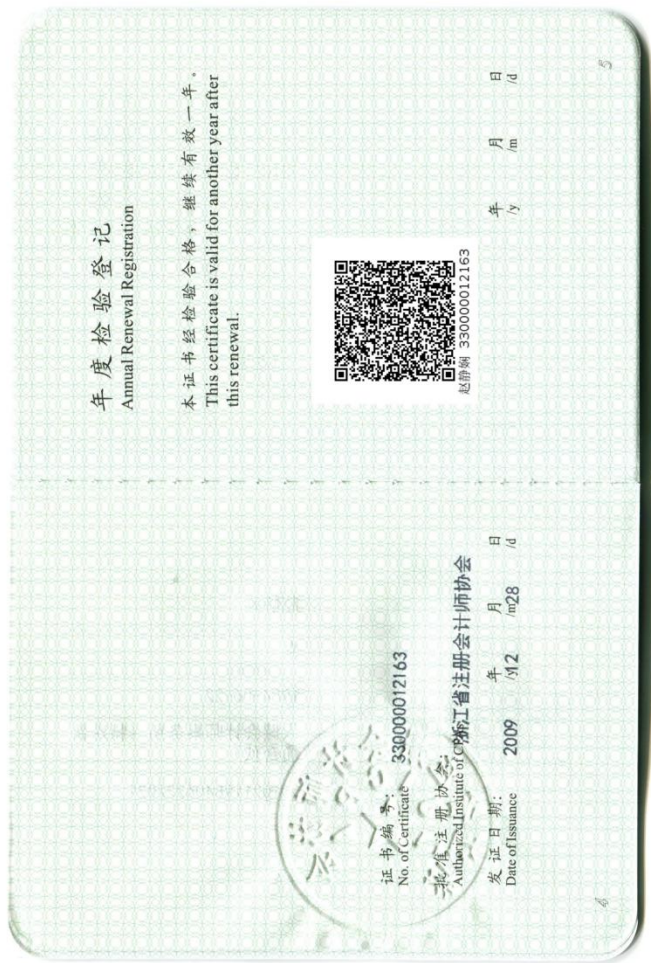 证书编号:
No. of Certificate
330000012163
批准注册协会:
Authorized Institute of CPAs
浙江省注册会计师协会
发证日期:
Date of Issuance
2009 年 12 月 28 日
/y /m /d
4
年度检验登记
Annual Renewal Registration
本证书经检验合格，继续有效一年。
This certificate is valid for another year after
this renewal.
赵静娴 330000012163
年 月 日
/y /m /d
5